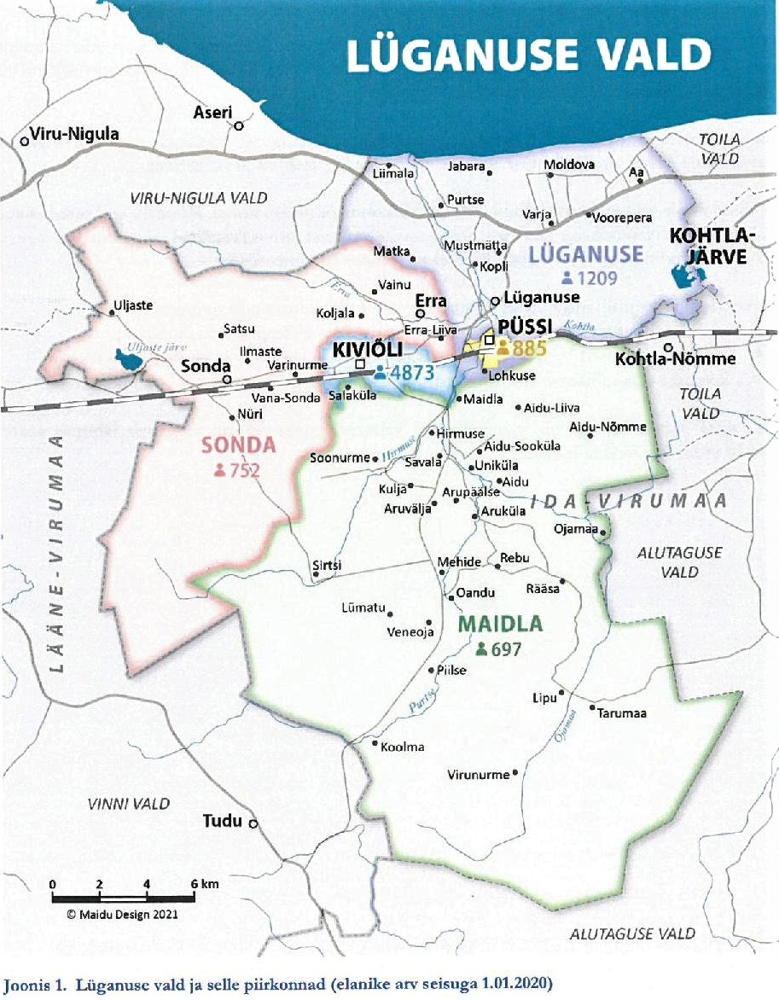 LÜGANUSE VALD
Aseri
Viru-Nigula
TOILA
VALD
Liimala
Jabara
Moldova
Aa
VIRU-NIGULA VALD
Purtse
Varja
Voorepera
KOHTLA-
JÄRVE
Mustmätta
LÜGANUSE
1209
Matka
Kopli
Erra
Vainu
Erra
Lüganuse
Uljaste
Koljala
PÜSSI
885
Kohtla
Satsu
Erra-Liiva
Uljaste järv
Ilmaste
KIVIÕLI
4873
Kohtla-Nõmme
Sonda
Varinurme
Lohkuse
Vana-Sonda
Salaküla
Maidla
TOILA
VALD
Nüri
Aidu-Liiva
Aidu-Nõmme
SONDA
752
Hirmuse
Hirmuse
Aidu-Sooküla
Soonurme
Savala
Uniküla
Kulja
Aidu
Arupäälse
IDA-VIRUMAA
Aruvälja
Aruküla
Ojamaa
LÄÄNE-VIRUMAA
ALUTAGUSE
VALD
Sirtsi
Mehide
Rebu
Oandu
Rääsa
Lümatu
MAIDLA
697
Veneoja
Piilse
Purtse
Lipu
Tarumaa
Ojamaa
Koolma
Virunurme
VINNI VALD
Tudu
0 2 4 6 km
© Maidu Design 2021
ALUTAGUSE VALD
Joonis 1. Lüganuse vald ja selle piirkonnad (elanike arv seisuga 1.01.2020)